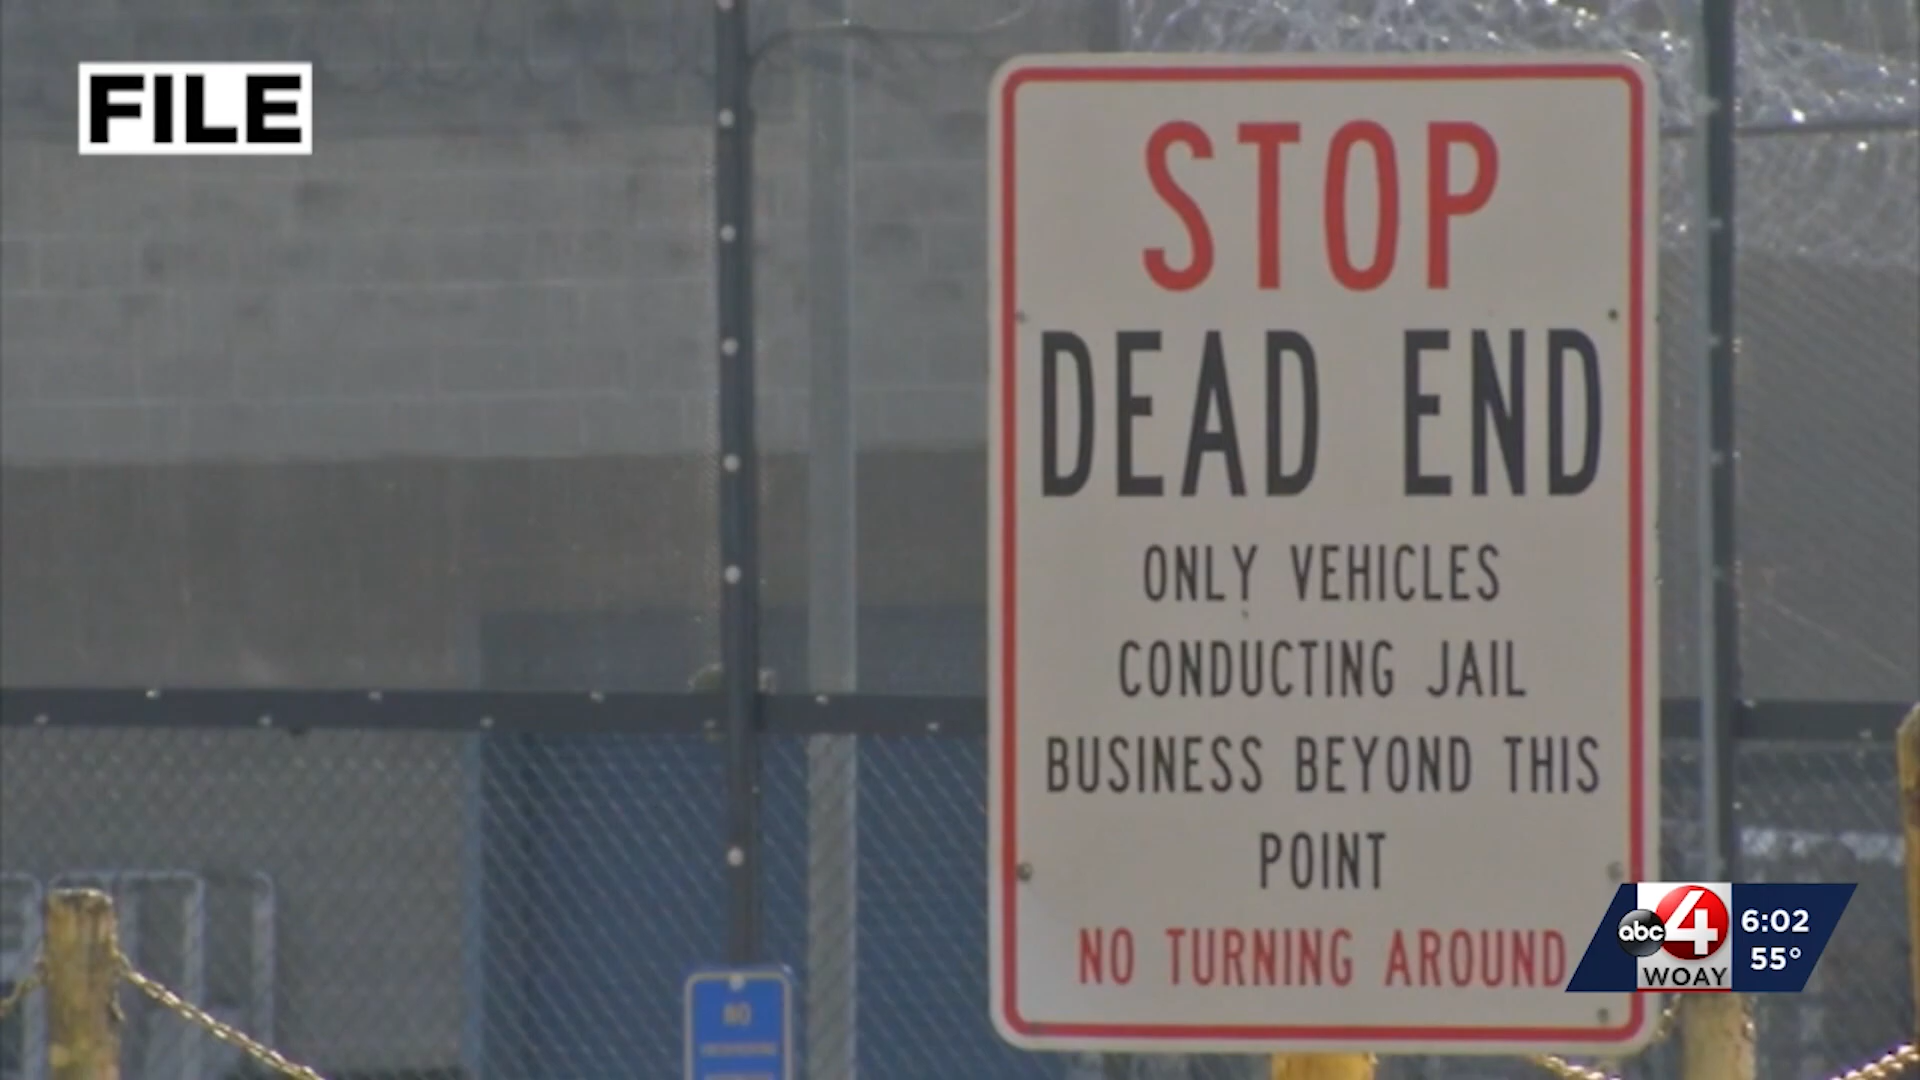 FILE
STOP
DEAD END
ONLY VEHICLES
CONDUCTING JAIL
BUSINESS BEYOND THIS
POINT
NO TURNING AROUND
abc 4 6:02
WOAY 55°
NO